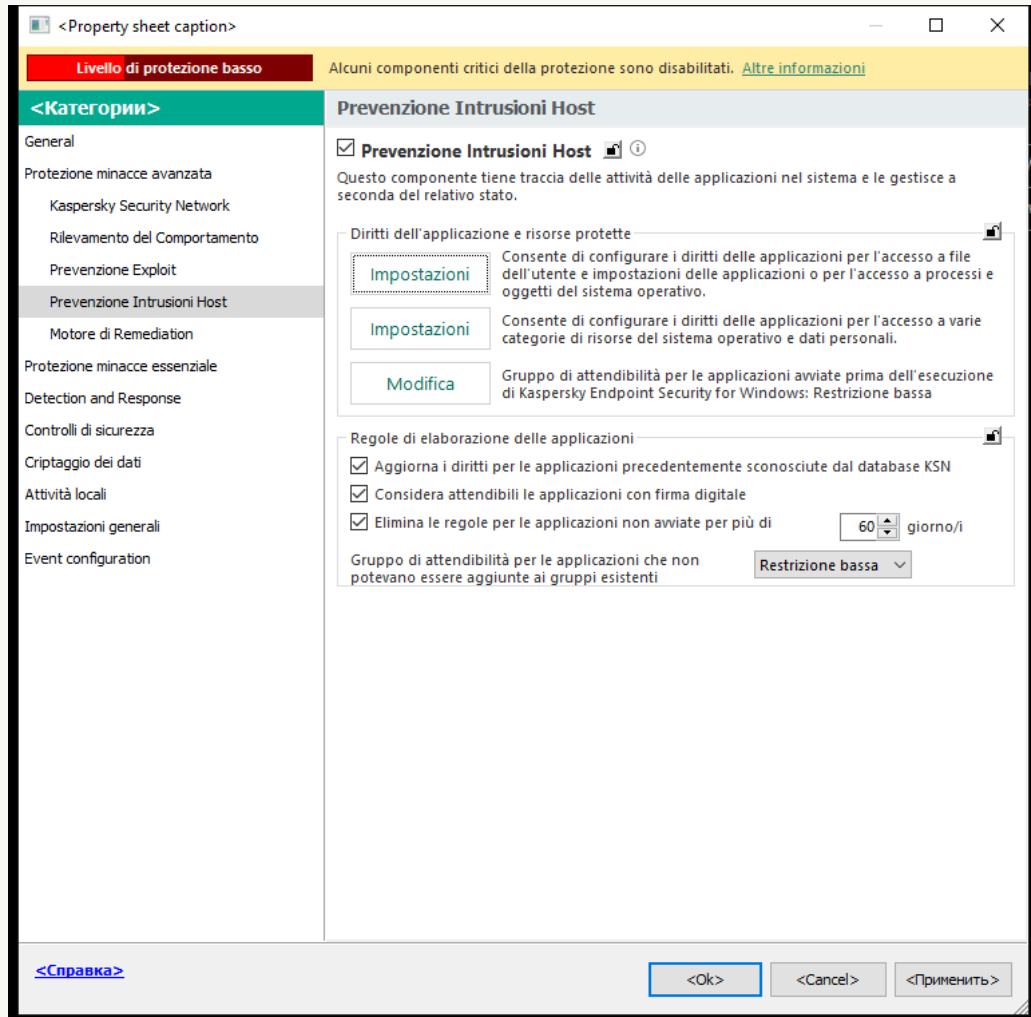 <Property sheet caption>
Livello di protezione basso
Alcuni componenti critici della protezione sono disabilitati. Altre informazioni
<Категории>
General
Protezione minacce avanzata
Kaspersky Security Network
Rilevamento del Comportamento
Prevenzione Exploit
Prevenzione Intrusioni Host
Motore di Remediation
Protezione minacce essenziale
Detection and Response
Controlli di sicurezza
Criptaggio dei dati
Attività locali
Impostazioni generali
Event configuration
Prevenzione Intrusioni Host
Prevenzione Intrusioni Host
Questo componente tiene traccia delle attività delle applicazioni nel sistema e le gestisce a
seconda del relativo stato.
Diritti dell'applicazione e risorse protette
Impostazioni
Consente di configurare i diritti delle applicazioni per l'accesso a file
dell'utente e impostazioni delle applicazioni o per l'accesso a processi e
oggetti del sistema operativo.
Impostazioni
Consente di configurare i diritti delle applicazioni per l'accesso a varie
categorie di risorse del sistema operativo e dati personali.
Modifica
Gruppo di attendibilità per le applicazioni avviate prima dell'esecuzione
di Kaspersky Endpoint Security for Windows: Restrizione bassa
Regole di elaborazione delle applicazioni
Aggiorna i diritti per le applicazioni precedentemente sconosciute dal database KSN
Considera attendibili le applicazioni con firma digitale
Elimina le regole per le applicazioni non avviate per più di 60 giorno/i
Gruppo di attendibilità per le applicazioni che non
potevano essere aggiunte ai gruppi esistenti
Restrizione bassa
<Справка>
<Ok>
<Cancel>
<Применить>